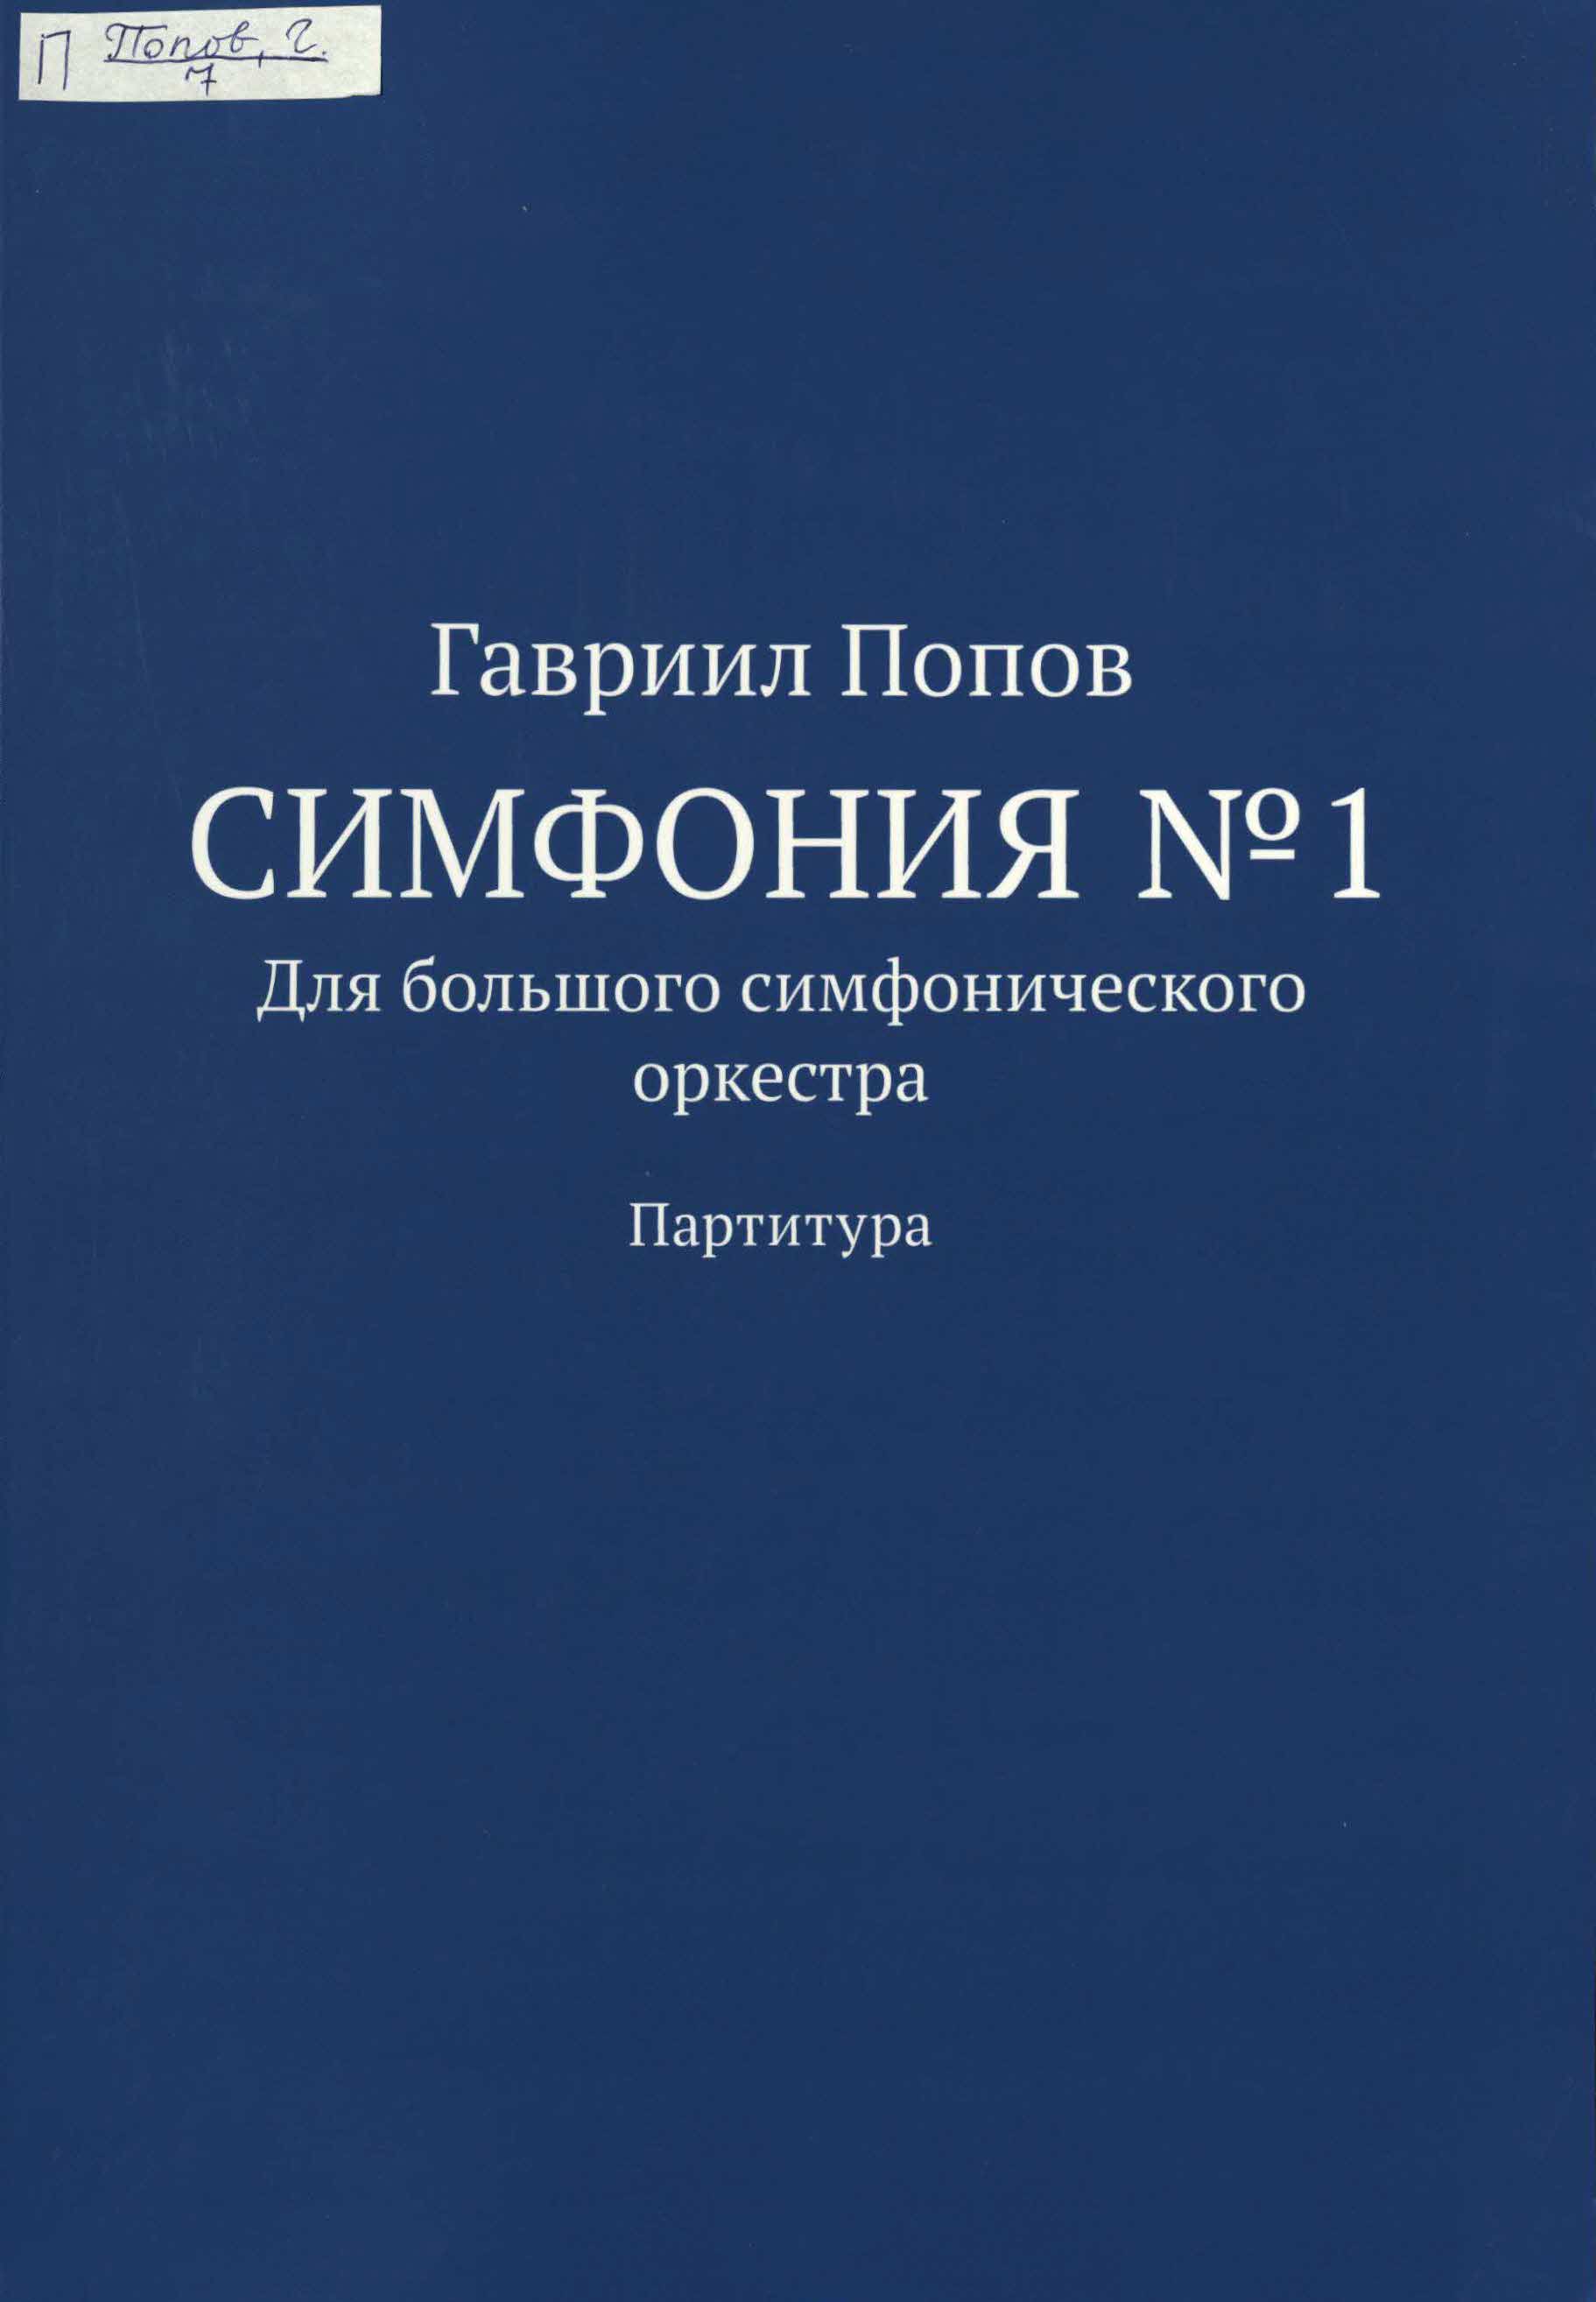 П Попов, Г.
7
Гавриил Попов
СИМФОНИЯ №1
Для большого симфонического
оркестра
Партитура